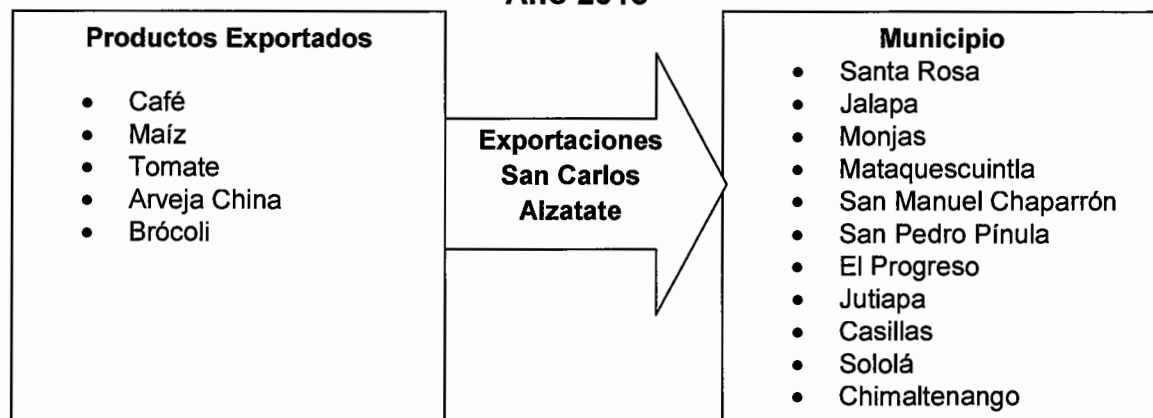 Productos Exportados
• Café
• Maíz
• Tomate
• Arveja China
• Brócoli
Exportaciones
San Carlos
Alzatate
Municipio
• Santa Rosa
• Jalapa
• Monjas
• Mataquescuintla
• San Manuel Chaparrón
• San Pedro Pínula
• El Progreso
• Jutiapa
• Casillas
• Sololá
• Chimaltenango